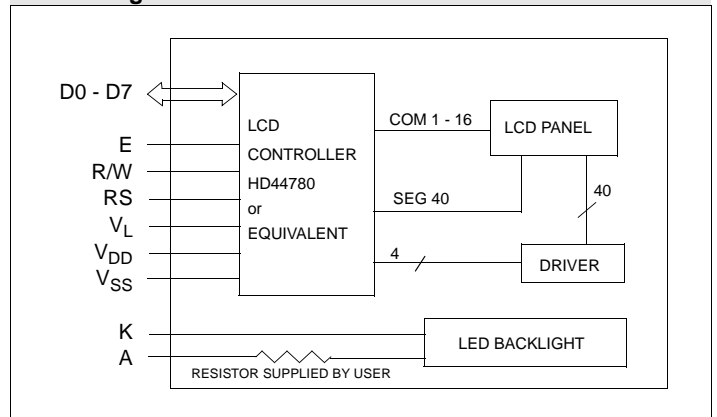 D0 - D7
E
R/W
RS
VL
VDD
VSS
K
A
LCD
CONTROLLER
HD44780
or
EQUIVALENT
COM 1 - 16
SEG 40
4
LCD PANEL
40
DRIVER
LED BACKLIGHT
RESISTOR SUPPLIED BY USER